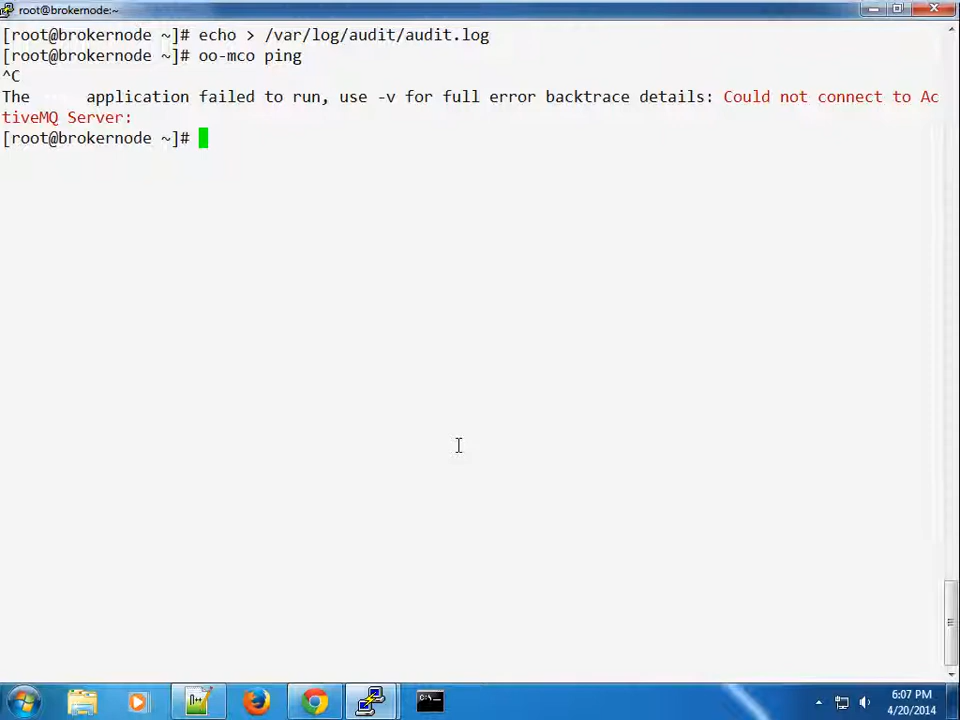 root@brokernode:~
[root@brokernode ~]# echo > /var/log/audit/audit.log
[root@brokernode ~]# oo-mco ping
^C
The application failed to run, use -v for full error backtrace details: Could not connect to Ac
tiveMQ Server:
[root@brokernode ~]#
C:\_
6:07 PM
4/20/2014